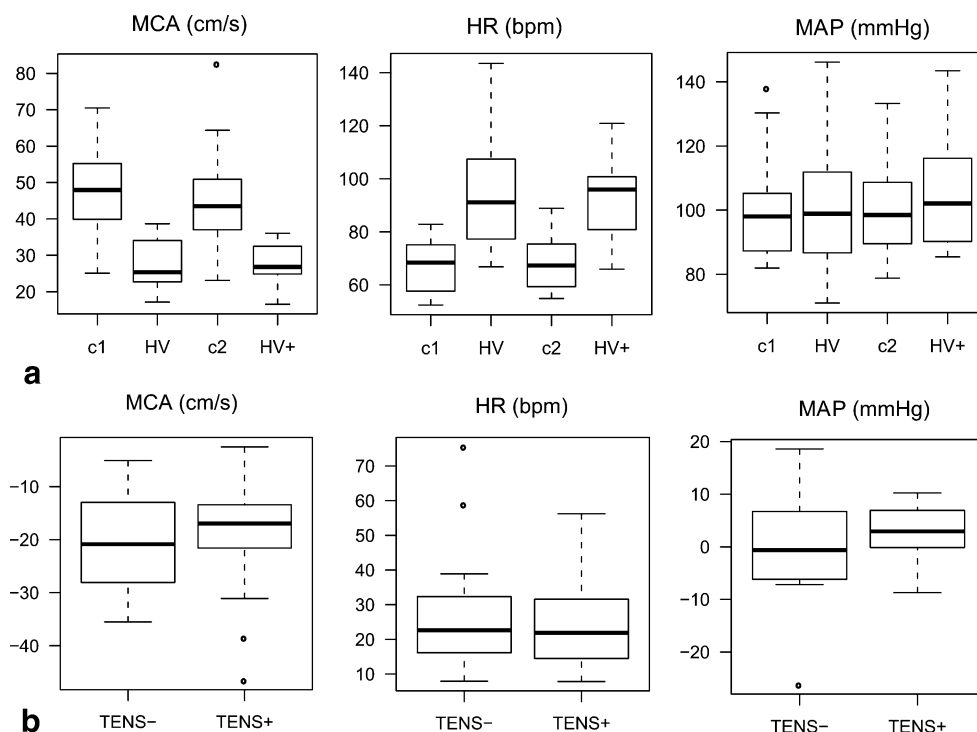 MCA (cm/s)
HR (bpm)
MAP (mmHg)
80
70
60
50
40
30
20
140
120
100
80
60
140
120
100
80
c1 HV c2 HV+
c1 HV c2 HV+
c1 HV c2 HV+
a
MCA (cm/s)
HR (bpm)
MAP (mmHg)
−10
−20
−30
−40
70
60
50
40
30
20
10
20
10
0
−10
−20
TENS− TENS+
TENS− TENS+
TENS− TENS+
b